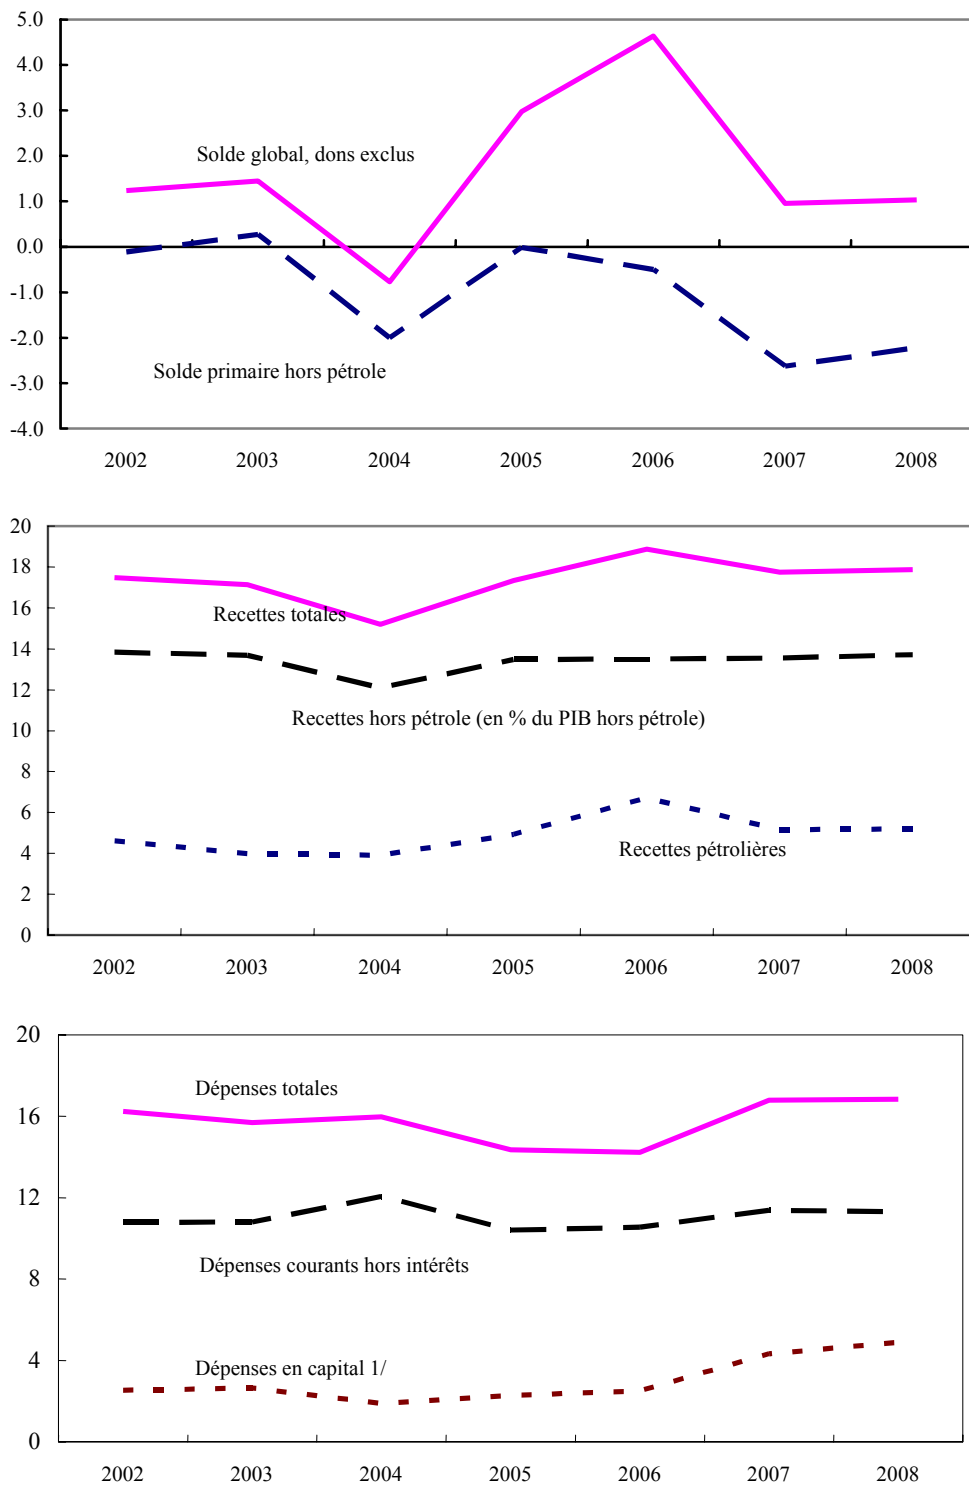 5.0
4.0
3.0
2.0
1.0
0.0
-1.0
-2.0
-3.0
-4.0
Solde global, dons exclus
Solde primaire hors pétrole
2002 2003 2004 2005 2006 2007 2008
20
18
16
14
12
10
8
6
4
2
0
Recettes totales
Recettes hors pétrole (en % du PIB hors pétrole)
Recettes pétrolières
2002 2003 2004 2005 2006 2007 2008
20
16
12
8
4
0
Dépenses totales
Dépenses courants hors intérêts
Dépenses en capital 1/
2002 2003 2004 2005 2006 2007 2008